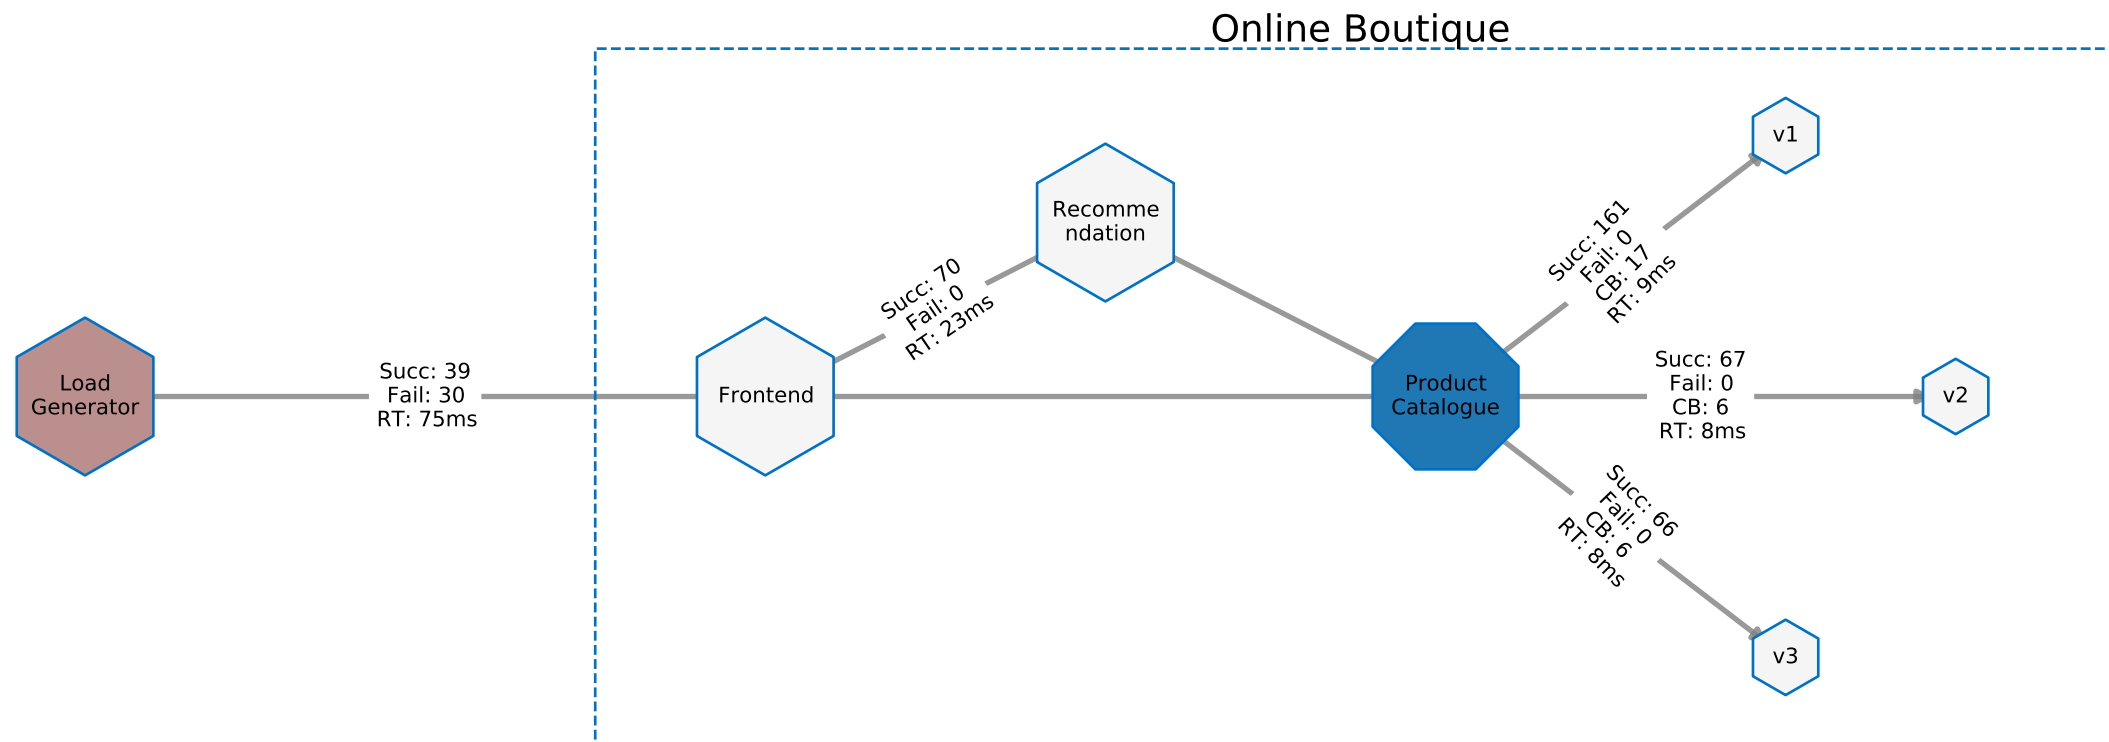 Online Boutique
Load
Generator
Succ: 39
Fail: 30
RT: 75ms
Frontend
Succ: 70
Fail: 0
RT: 23ms
Recomme
ndation
Product
Catalogue
Succ: 161
Fail: 0
CB: 17
RT: 9ms
v1
Succ: 67
Fail: 0
CB: 6
RT: 8ms
v2
Succ: 66
Fail: 0
CB: 6
RT: 8ms
v3